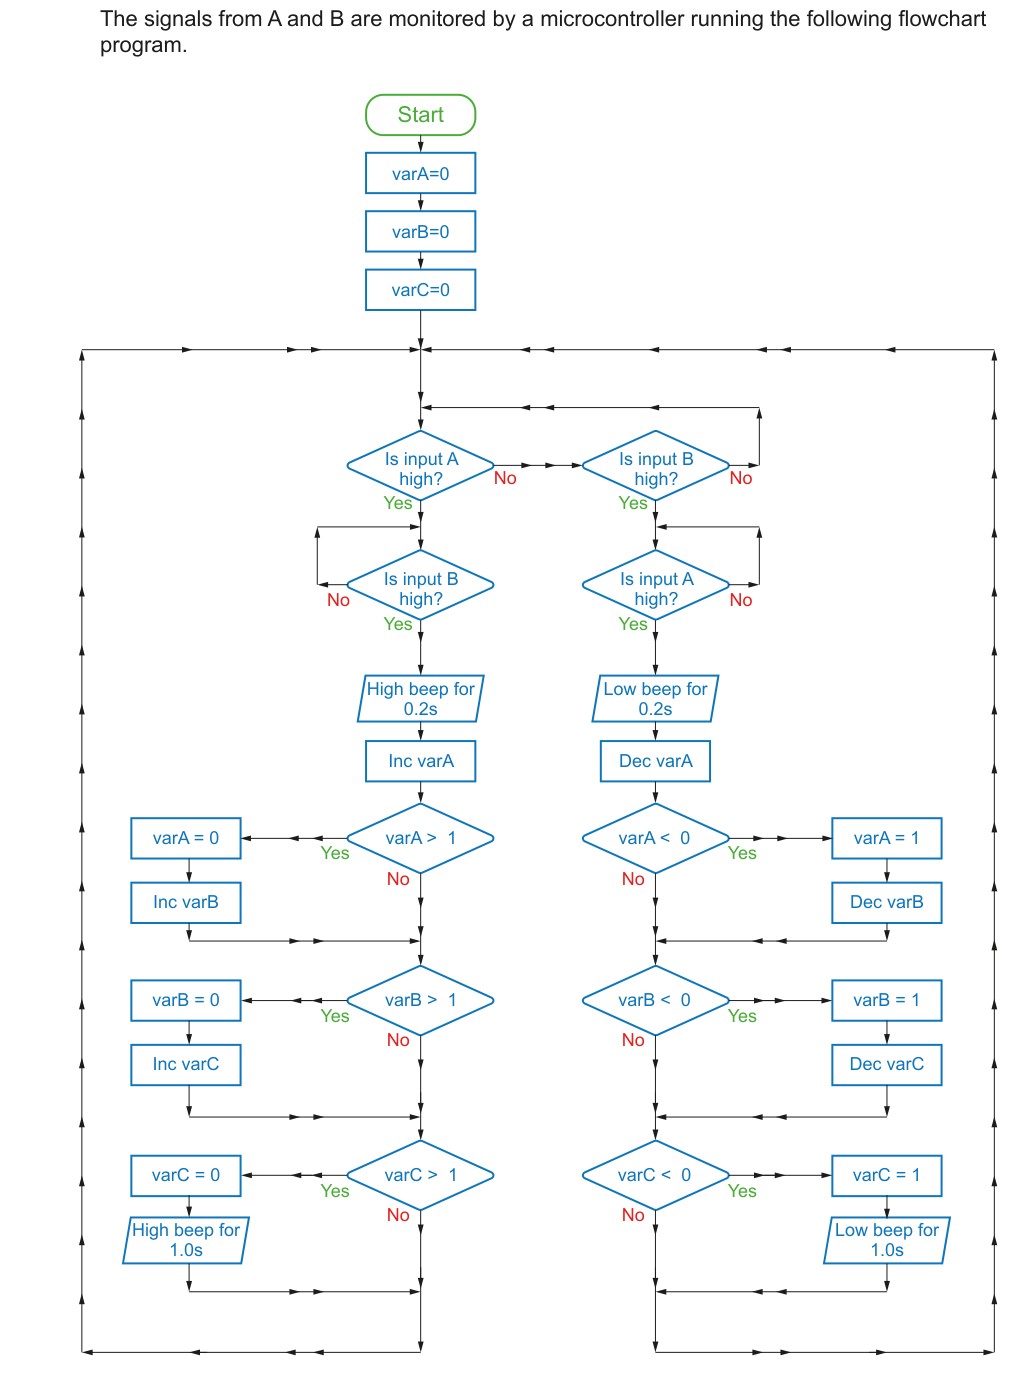 The signals from A and B are monitored by a microcontroller running the following flowchart
program.
Start
varA=0
varB=0
varC=0
Is input A
high?
No
Yes
Is input B
high?
No
Yes
Is input B
high?
No
Yes
Is input A
high?
No
Yes
High beep for
0.2s
Low beep for
0.2s
Inc varA
Dec varA
varA = 0
Yes
varA > 1
No
varA < 0
No
Yes
varA = 1
Inc varB
Dec varB
varB = 0
Yes
varB > 1
No
varB < 0
No
Yes
varB = 1
Inc varC
Dec varC
varC = 0
Yes
varC > 1
No
varC < 0
No
Yes
varC = 1
High beep for
1.0s
Low beep for
1.0s